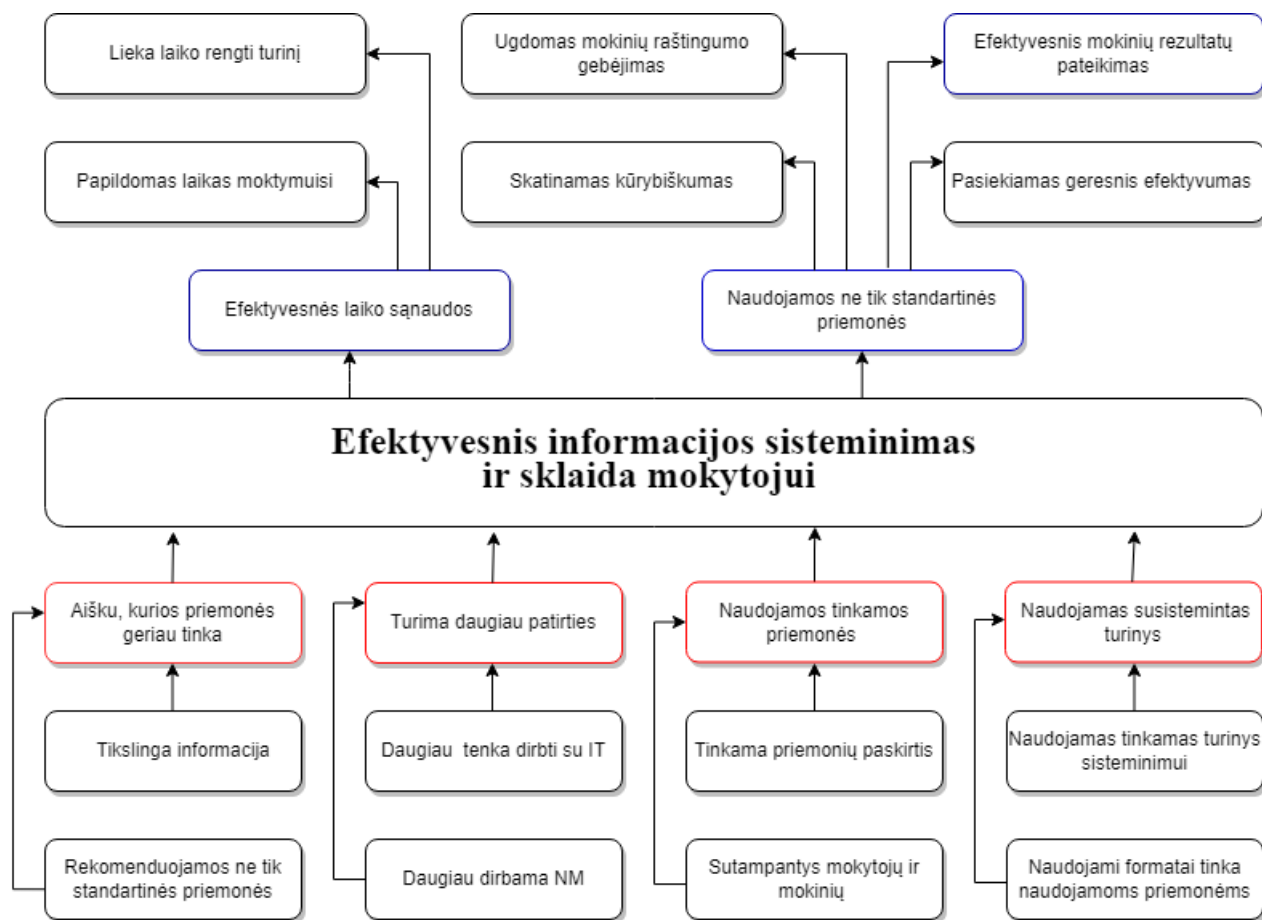 Lieka laiko rengti turinį
Ugdomas mokinių raštingumo
gebėjimas
Efektyvesnis mokinių rezultatų
pateikimas
Papildomas laikas moktymuisi
Skatinamas kūrybiškumas
Pasiekiamas geresnis efektyvumas
Efektyvesnės laiko sąnaudos
Naudojamos ne tik standartinės
priemonės
Efektyvesnis informacijos sisteminimas
ir sklaida mokytojui
Aišku, kurios priemonės
geriau tinka
Turima daugiau patirties
Naudojamos tinkamos
priemonės
Naudojamas susistemintas
turinys
Tikslinga informacija
Daugiau tenka dirbti su IT
Tinkama priemonių paskirtis
Naudojamas tinkamas turinys
sisteminimui
Rekomenduojamos ne tik
standartinės priemonės
Daugiau dirbama NM
Sutampantys mokytojų ir
mokinių
Naudojami formatai tinka
naudojamoms priemonėms